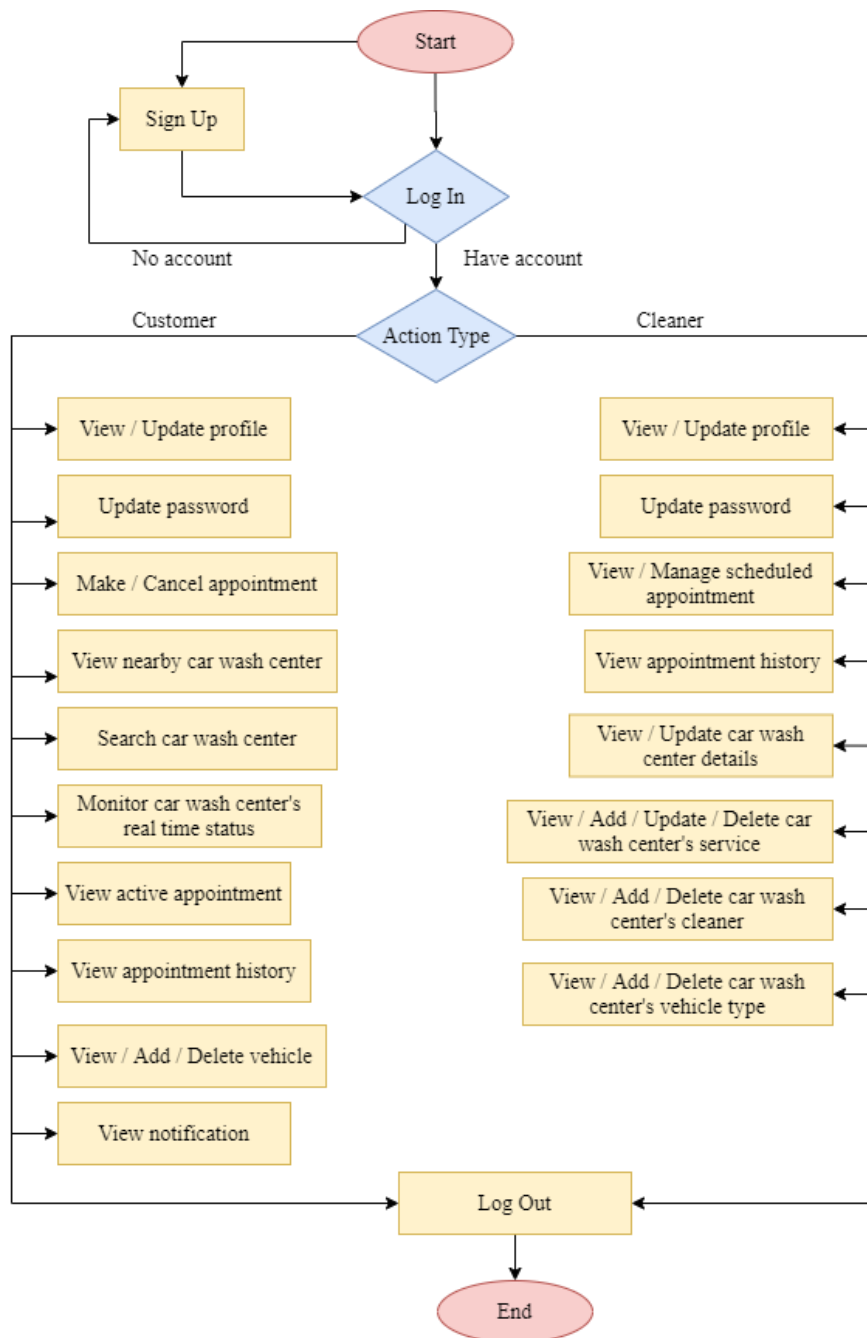 Start
Sign Up
Log In
No account
Have account
Customer
Action Type
Cleaner
View / Update profile
View / Update profile
Update password
Update password
Make / Cancel appointment
View / Manage scheduled
appointment
View nearby car wash center
View appointment history
Search car wash center
View / Update car wash
center details
Monitor car wash center's
real time status
View / Add / Update / Delete car
wash center's service
View active appointment
View / Add / Delete car wash
center's cleaner
View appointment history
View / Add / Delete car wash
center's vehicle type
View / Add / Delete vehicle
View notification
Log Out
End